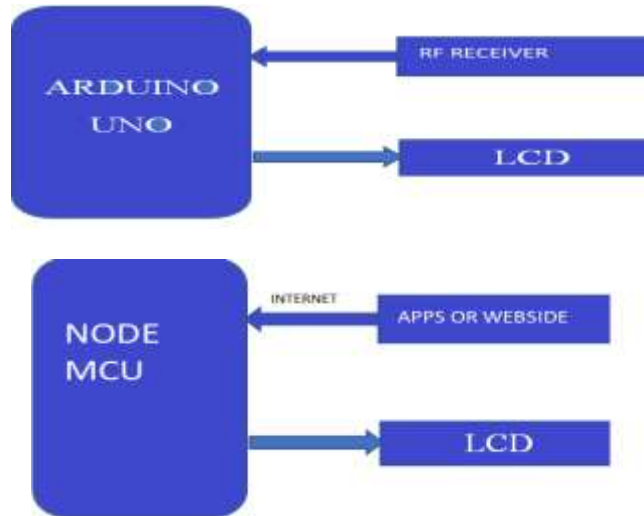 ARDUINO
UNO
RF RECEIVER
LCD
NODE
MCU
INTERNET
APPS OR WEBSIDE
LCD